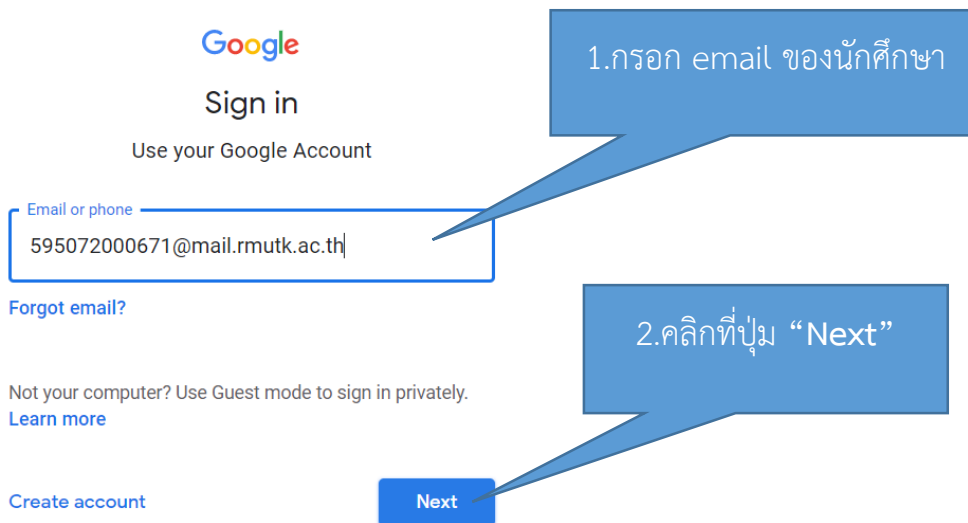 Google
1.กรอก email ของนักศึกษา
Sign in
Use your Google Account
Email or phone
595072000671@mail.rmutk.ac.th
Forgot email?
2.คลิกที่ปุ่ม “Next”
Not your computer? Use Guest mode to sign in privately.
Learn more
Create account
Next